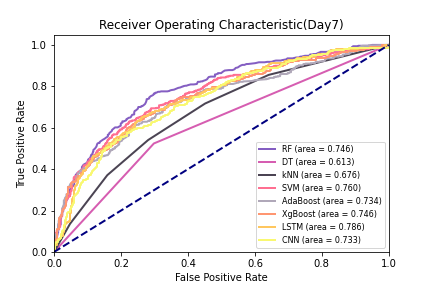 Receiver Operating Characteristic(Day7)
True Positive Rate
1.0
0.8
0.6
0.4
0.2
0.0
RF (area = 0.746)
DT (area = 0.613)
kNN (area = 0.676)
SVM (area = 0.760)
AdaBoost (area = 0.734)
XgBoost (area = 0.746)
LSTM (area = 0.786)
CNN (area = 0.733)
0.0 0.2 0.4 0.6 0.8 1.0
False Positive Rate